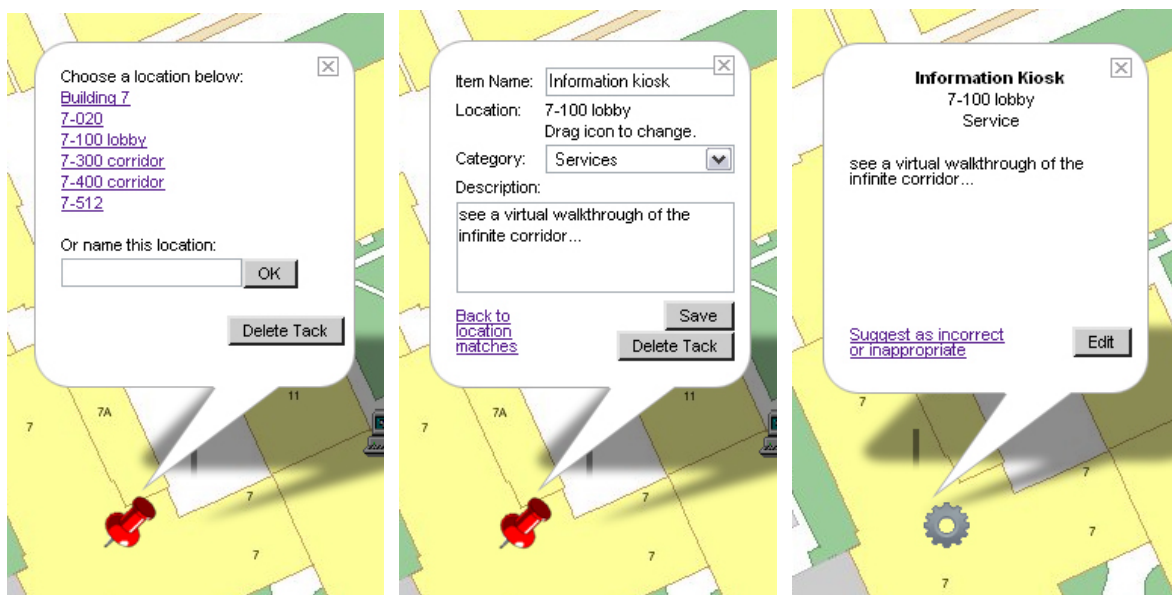 Choose a location below:
Building 7
7-020
7-100 lobby
7-300 corridor
7-400 corridor
7-512
Or name this location:
OK
Delete Tack
11
7A
7
7
7
Item Name: Information kiosk
Location: 7-100 lobby
Drag icon to change.
Category: Services
Description:
see a virtual walkthrough of the
infinite corridor...
Back to
location
matches
Save
Delete Tack
11
7A
7
7
7
Information Kiosk
7-100 lobby
Service
see a virtual walkthrough of the
infinite corridor...
Suggest as incorrect
or inappropriate
Edit
7
7
7